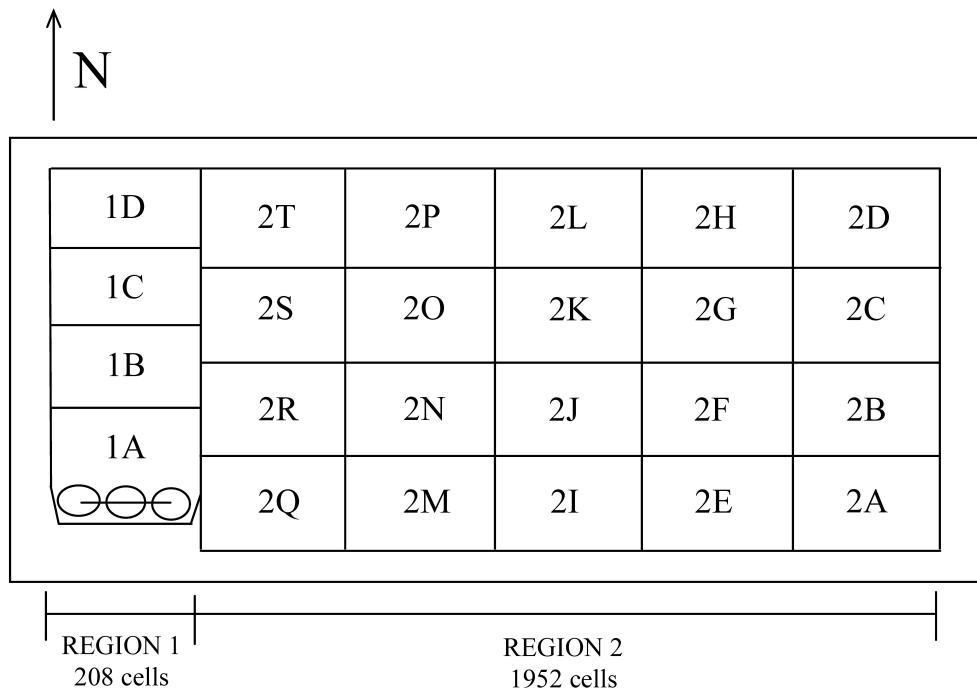 N
1D
2T 2P 2L 2H 2D
1C
2S 2O 2K 2G 2C
1B
2R 2N 2J 2F 2B
1A
2Q 2M 2I 2E 2A
REGION 1
208 cells
REGION 2
1952 cells